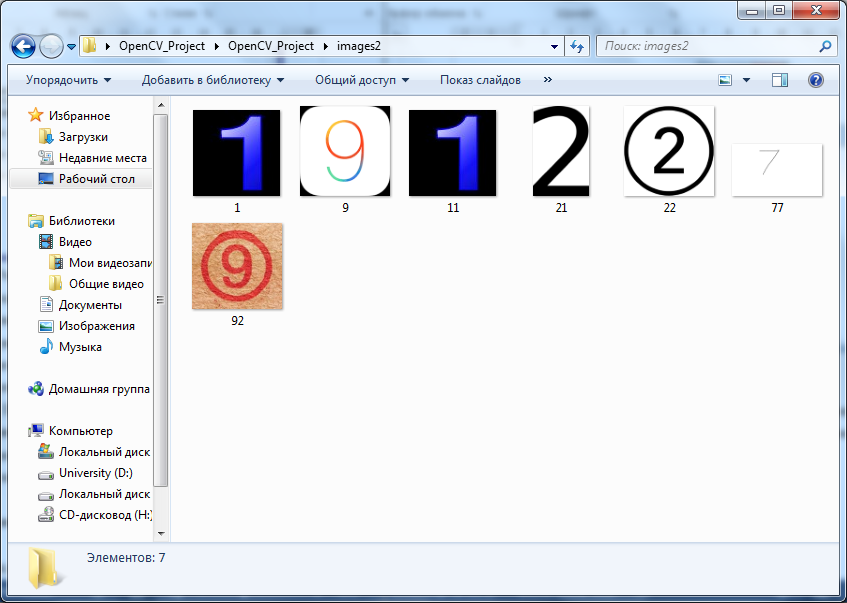 OpenCV_Project OpenCV_Project images2
Поиск: images2
Упорядочить Добавить в библиотеку Общий доступ Показ слайдов »
Избранное
Загрузки
Недавние места
Рабочий стол
Библиотеки
Видео
Мои видеозапи
Общие видео
Документы
Изображения
Музыка
Домашняя группа
Компьютер
Локальный диск
University (D:)
Локальный диск
CD-дисковод (H:)
1 9 1 2 2 7
1 9 11 21 22 77
9
92
Элементов: 7